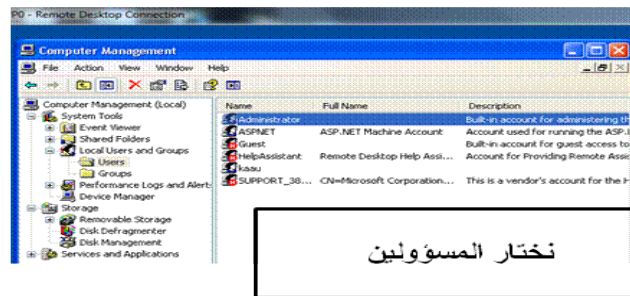 P0 - Remote Desktop Connection
Computer Management
File Action View Window Help
Computer Management (Local)
System Tools
Event Viewer
Shared Folders
Local Users and Groups
Users
Groups
Performance Logs and Alert
Device Manager
Storage
Removable Storage
Disk Defragmenter
Disk Management
Services and Applications
Name Full Name Description
Administrator Built-in account for administering th
ASPNET ASP.NET Machine Account Account used for running the ASP.
Guest Built-in account for guest access to
HelpAssistant Remote Desktop Help Assi... Account for Providing Remote Assis
kaau
SUPPORT_38... CN=Microsoft Corporation... This is a vendor's account for the H
نختار المسؤولين